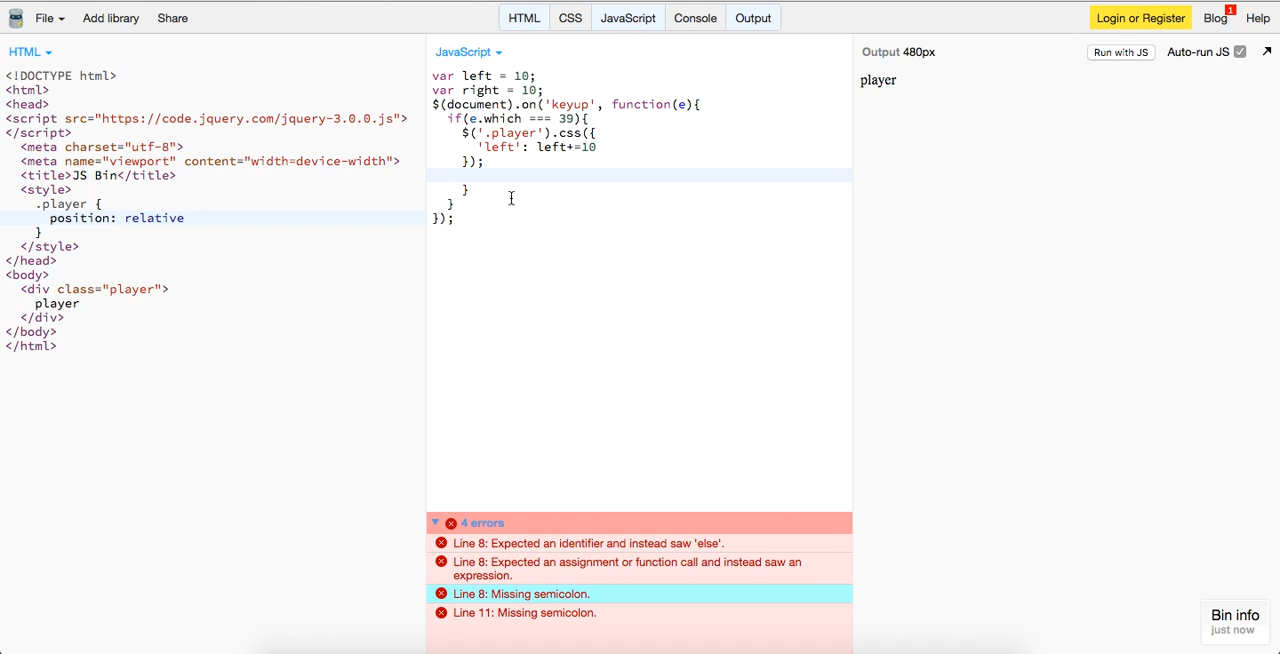 File Add library Share HTML CSS JavaScript Console Output Login or Register Blog 1 Help
HTML
<!DOCTYPE html>
<html>
<head>
<script src="https://code.jquery.com/jquery-3.0.0.js">
</script>
<meta charset="utf-8">
<meta name="viewport" content="width=device-width">
<title>JS Bin</title>
<style>
.player {
position: relative
}
</style>
</head>
<body>
<div class="player">
player
</div>
</body>
</html>
JavaScript
var left = 10;
var right = 10;
$(document).on('keyup', function(e){
if(e.which === 39){
$('.player').css({
'left': left+=10
});
}
}
});
4 errors
Line 8: Expected an identifier and instead saw 'else'.
Line 8: Expected an assignment or function call and instead saw an
expression.
Line 8: Missing semicolon.
Line 11: Missing semicolon.
Output 480px Run with JS Auto-run JS
player
Bin info
just now